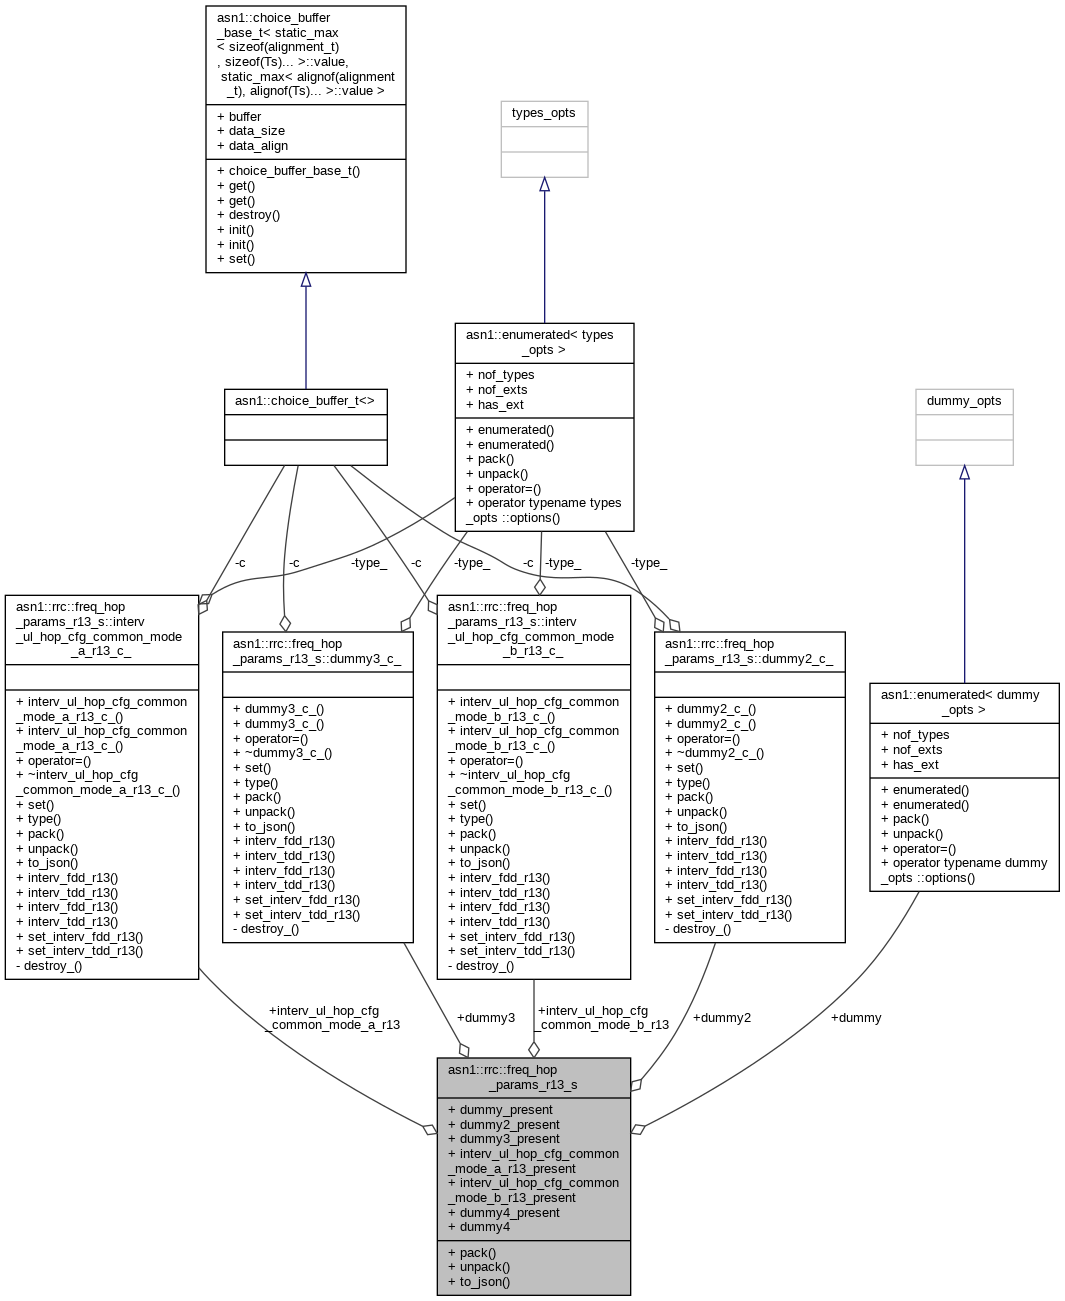 asn1::choice_buffer
_base_t< static_max
< sizeof(alignment_t)
, sizeof(Ts)... >::value,
static_max< alignof(alignment
_t), alignof(Ts)... >::value >
+ buffer
+ data_size
+ data_align
+ choice_buffer_base_t()
+ get()
+ get()
+ destroy()
+ init()
+ init()
+ set()
types_opts
asn1::enumerated< types
_opts >
+ nof_types
+ nof_exts
+ has_ext
+ enumerated()
+ enumerated()
+ pack()
+ unpack()
+ operator=()
+ operator typename types
_opts ::options()
asn1::choice_buffer_t<>
dummy_opts
-c
-c
-type_
-c
-type_
-c
-type_
-type_
asn1::rrc::freq_hop
_params_r13_s::interv
_ul_hop_cfg_common_mode
_a_r13_c_
+ interv_ul_hop_cfg_common
_mode_a_r13_c_()
+ interv_ul_hop_cfg_common
_mode_a_r13_c_()
+ operator=()
+ ~interv_ul_hop_cfg
_common_mode_a_r13_c_()
+ set()
+ type()
+ pack()
+ unpack()
+ to_json()
+ interv_fdd_r13()
+ interv_tdd_r13()
+ interv_fdd_r13()
+ interv_tdd_r13()
+ set_interv_fdd_r13()
+ set_interv_tdd_r13()
- destroy_()
asn1::rrc::freq_hop
_params_r13_s::dummy3_c_
+ dummy3_c_()
+ dummy3_c_()
+ operator=()
+ ~dummy3_c_()
+ set()
+ type()
+ pack()
+ unpack()
+ to_json()
+ interv_fdd_r13()
+ interv_tdd_r13()
+ interv_fdd_r13()
+ interv_tdd_r13()
+ set_interv_fdd_r13()
+ set_interv_tdd_r13()
- destroy_()
asn1::rrc::freq_hop
_params_r13_s::interv
_ul_hop_cfg_common_mode
_b_r13_c_
+ interv_ul_hop_cfg_common
_mode_b_r13_c_()
+ interv_ul_hop_cfg_common
_mode_b_r13_c_()
+ operator=()
+ ~interv_ul_hop_cfg
_common_mode_b_r13_c_()
+ set()
+ type()
+ pack()
+ unpack()
+ to_json()
+ interv_fdd_r13()
+ interv_tdd_r13()
+ interv_fdd_r13()
+ interv_tdd_r13()
+ set_interv_fdd_r13()
+ set_interv_tdd_r13()
- destroy_()
asn1::rrc::freq_hop
_params_r13_s::dummy2_c_
+ dummy2_c_()
+ dummy2_c_()
+ operator=()
+ ~dummy2_c_()
+ set()
+ type()
+ pack()
+ unpack()
+ to_json()
+ interv_fdd_r13()
+ interv_tdd_r13()
+ interv_fdd_r13()
+ interv_tdd_r13()
+ set_interv_fdd_r13()
+ set_interv_tdd_r13()
- destroy_()
asn1::enumerated< dummy
_opts >
+ nof_types
+ nof_exts
+ has_ext
+ enumerated()
+ enumerated()
+ pack()
+ unpack()
+ operator=()
+ operator typename dummy
_opts ::options()
+interv_ul_hop_cfg
_common_mode_a_r13
+dummy3
+interv_ul_hop_cfg
_common_mode_b_r13
+dummy2
+dummy
asn1::rrc::freq_hop
_params_r13_s
+ dummy_present
+ dummy2_present
+ dummy3_present
+ interv_ul_hop_cfg_common
_mode_a_r13_present
+ interv_ul_hop_cfg_common
_mode_b_r13_present
+ dummy4_present
+ dummy4
+ pack()
+ unpack()
+ to_json()